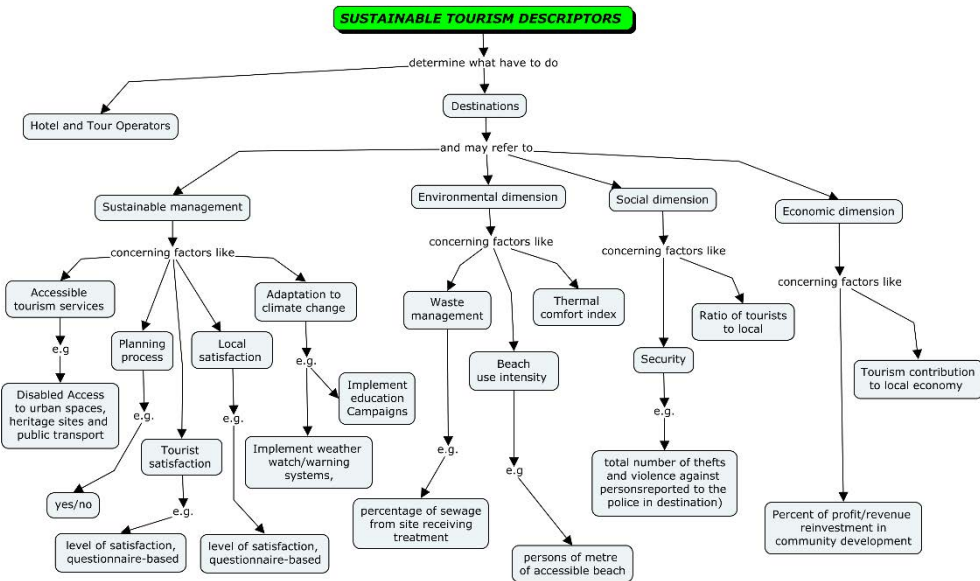 SUSTAINABLE TOURISM DESCRIPTORS
determine what have to do
Hotel and Tour Operators
Destinations
and may refer to
Sustainable management
Environmental dimension
Social dimension
Economic dimension
concerning factors like
concerning factors like
concerning factors like
concerning factors like
Accessible
tourism services
Planning
process
Local
satisfaction
Adaptation to
climate change
Waste
management
Thermal
comfort index
Beach
use intensity
Ratio of tourists
to local
Security
Tourism contribution
to local economy
e.g
Disabled Access
to urban spaces,
heritage sites and
public transport
e.g.
yes/no
Tourist
satisfaction
e.g.
level of satisfaction,
questionnaire-based
e.g.
level of satisfaction,
questionnaire-based
e.g.
Implement
education
Campaigns
Implement weather
watch/warning
systems,
e.g.
percentage of sewage
from site receiving
treatment
e.g
persons of metre
of accessible beach
e.g.
total number of thefts
and violence against
personsreported to the
police in destination)
Percent of profit/revenue
reinvestment in
community development